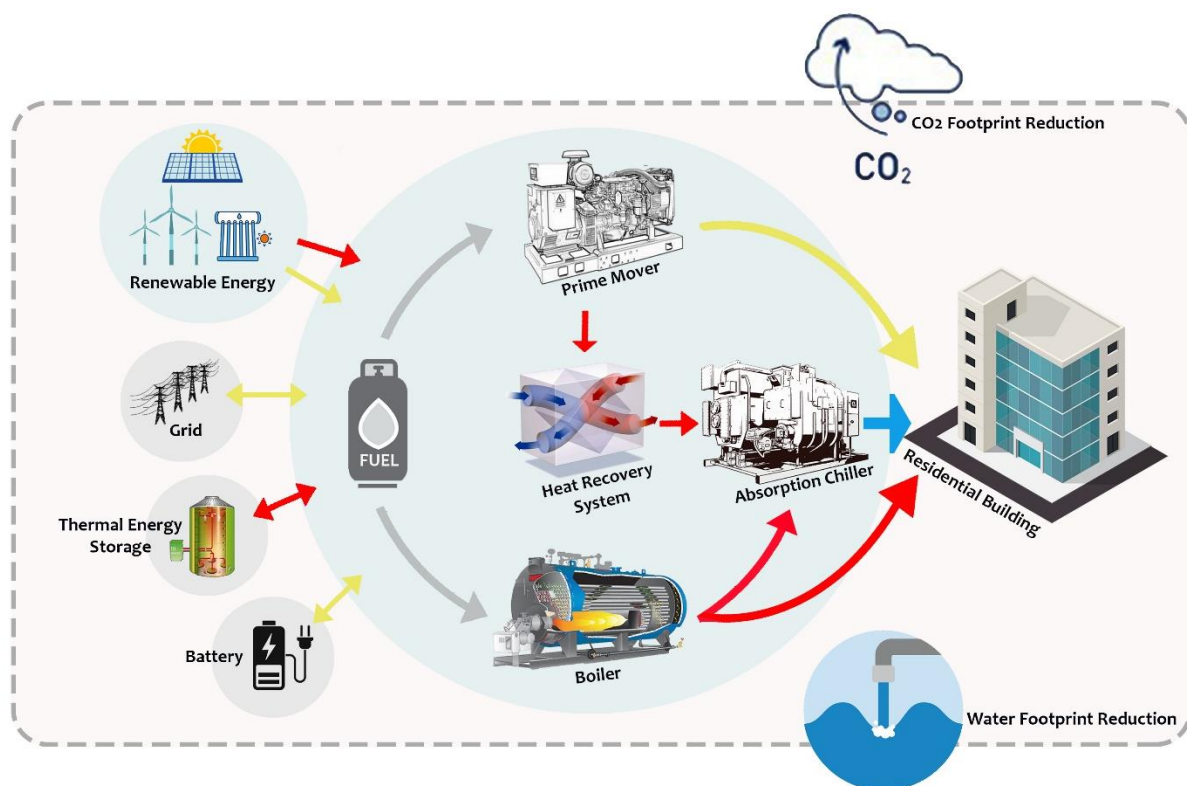 CO2 Footprint Reduction
CO₂
Renewable Energy
Prime Mover
Grid
FUEL
Heat Recovery
System
Absorption Chiller
Residential Building
Thermal Energy
Storage
Battery
Boiler
Water Footprint Reduction